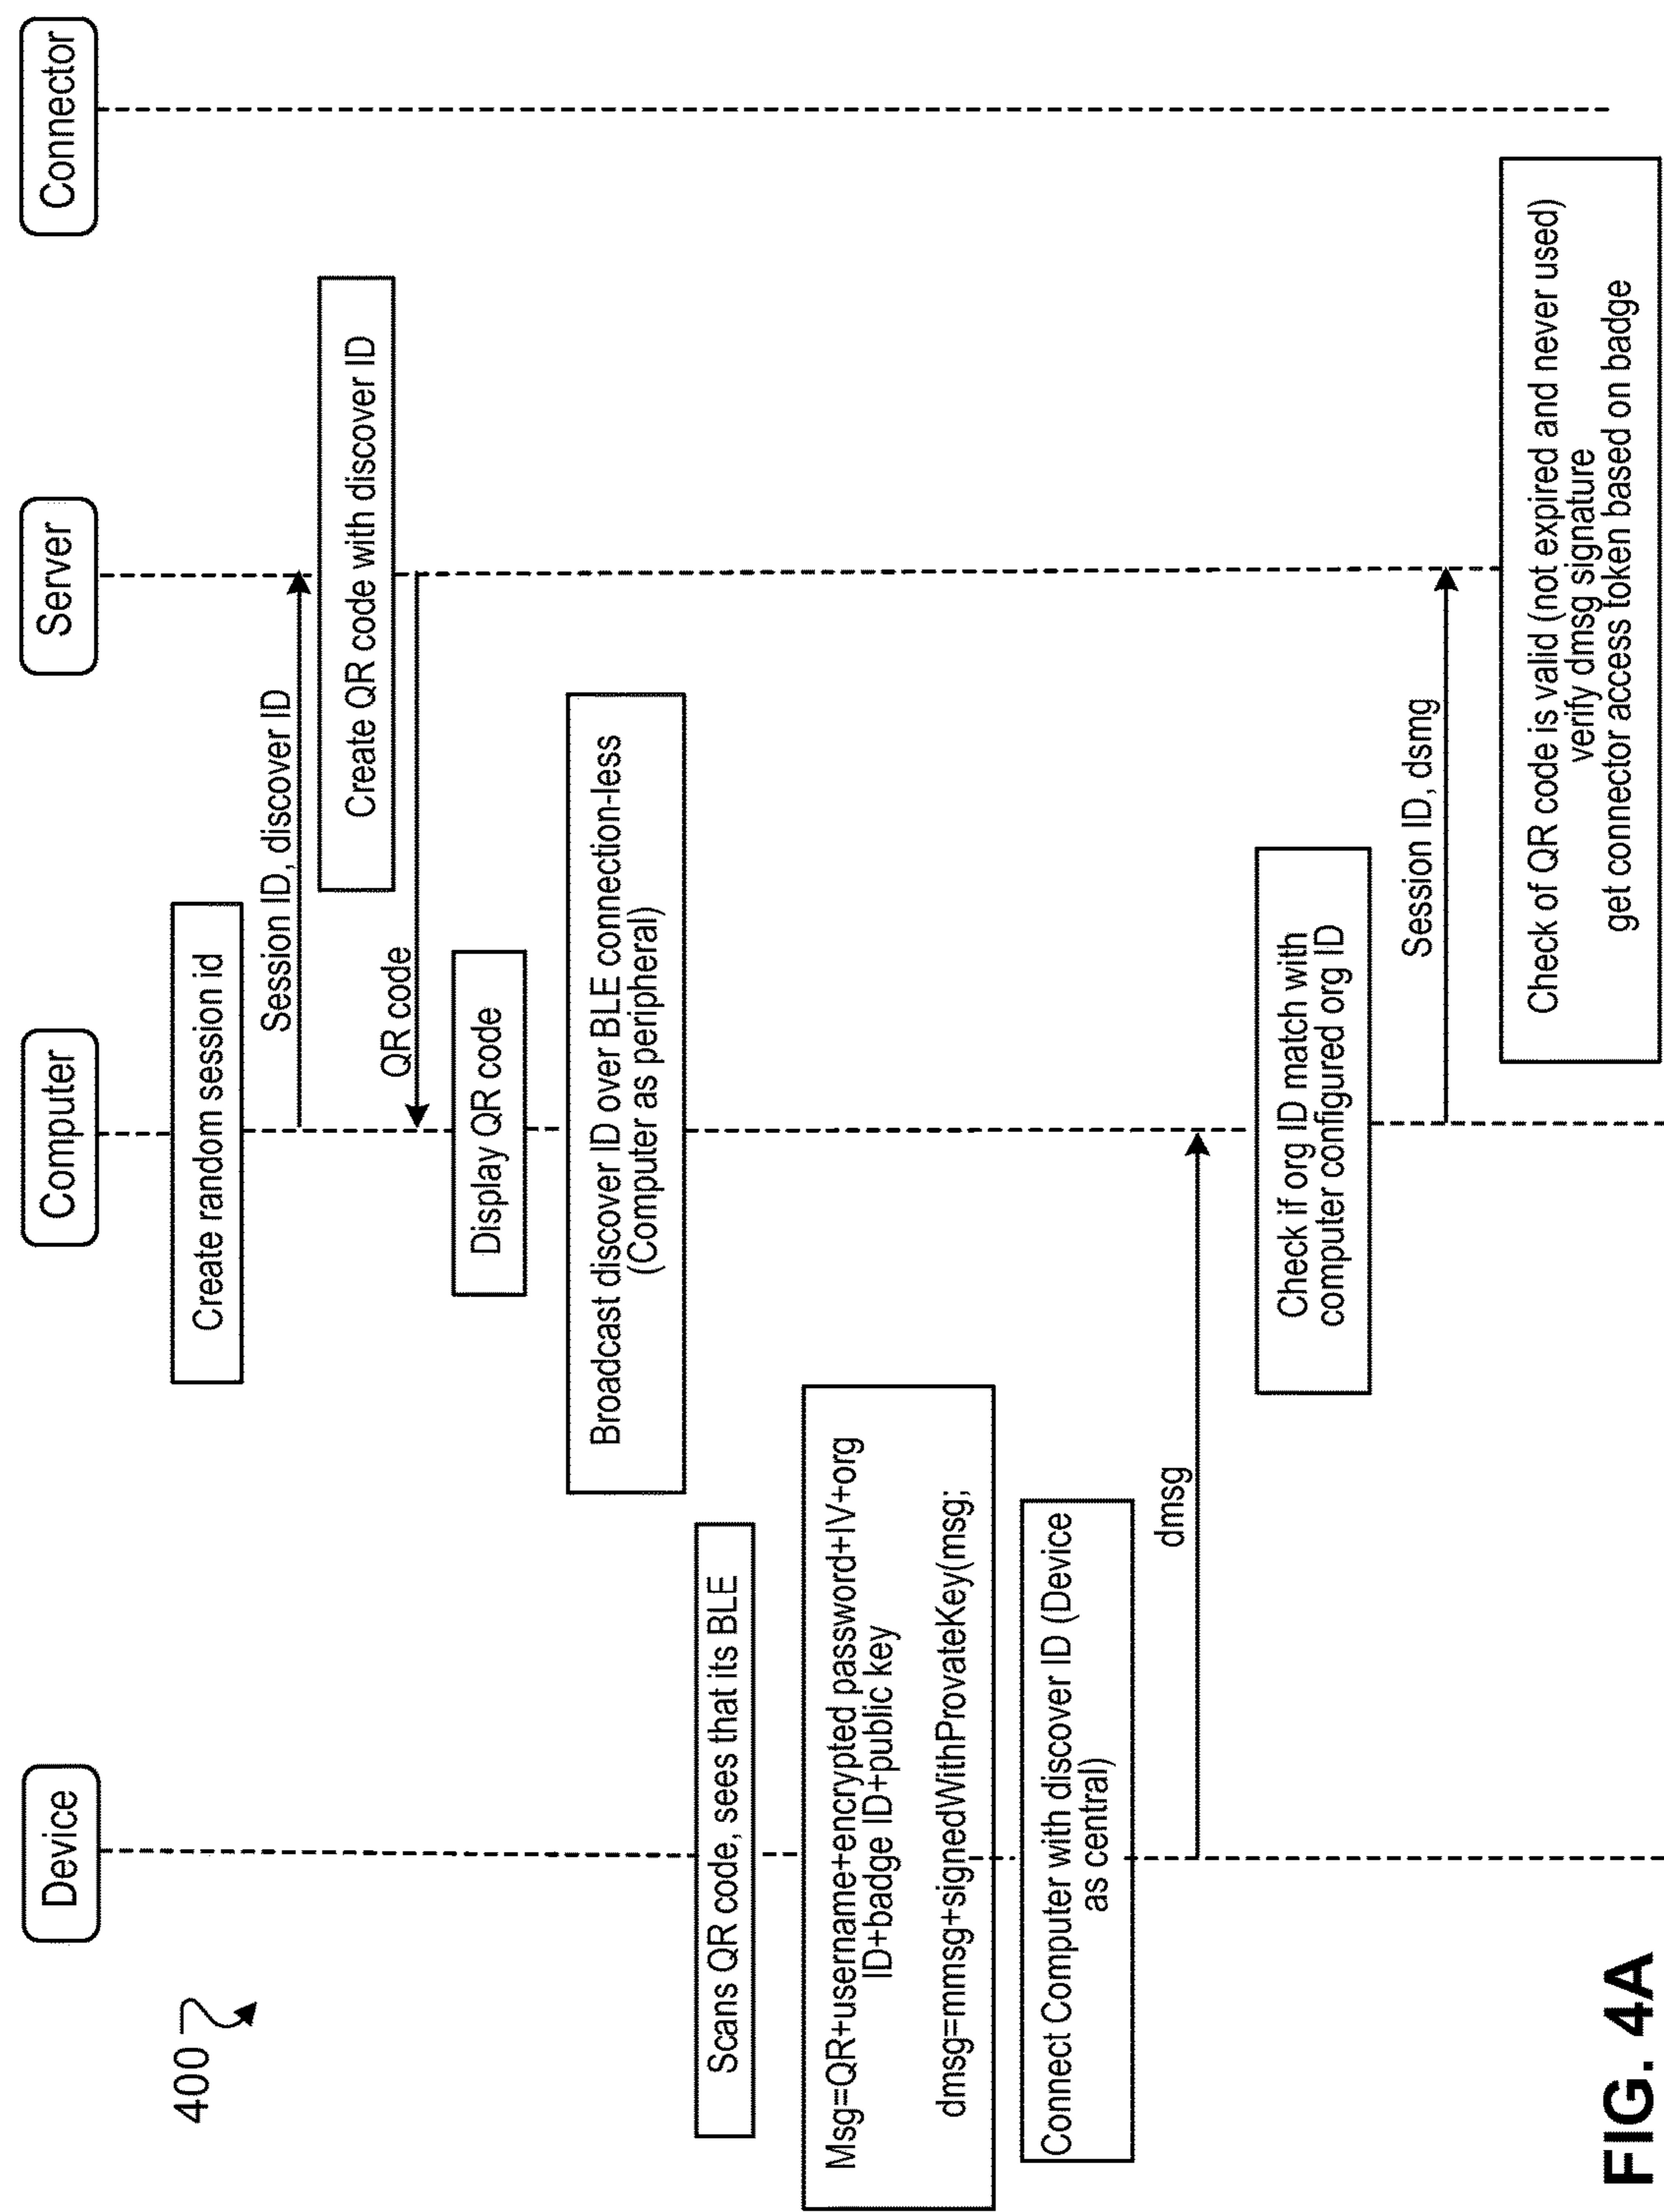 400
Device
Computer
Server
Connector
Create random session id
Session ID, discover ID
Create QR code with discover ID
QR code
Display QR code
Broadcast discover ID over BLE connection-less
(Computer as peripheral)
Scans QR code, sees that its BLE
Msg=QR+username+encrypted password+IV+org
ID+badge ID+public key
dmsg=mmsg+signedWithProvateKey(msg;
Connect Computer with discover ID (Device
as central)
dmsg
Check if org ID match with
computer configured org ID
Session ID, dsmg
Check of QR code is valid (not expired and never used)
verify dmsg signature
get connector access token based on badge
FIG. 4A